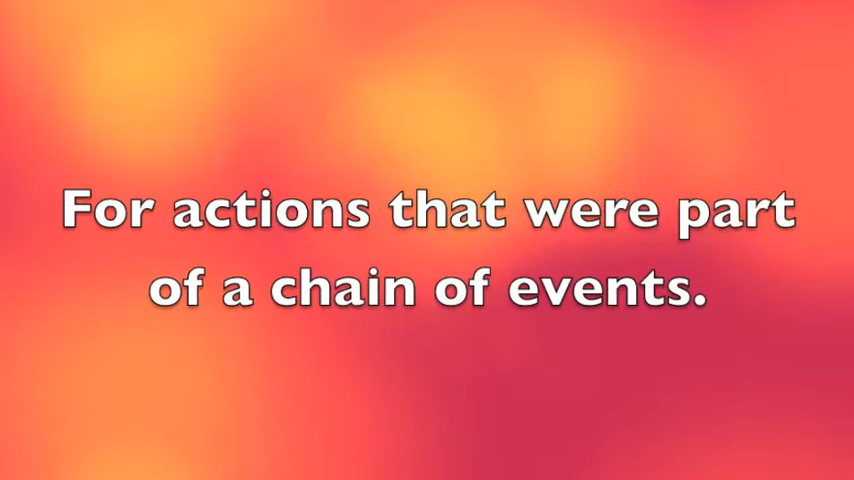 For actions that were part
of a chain of events.